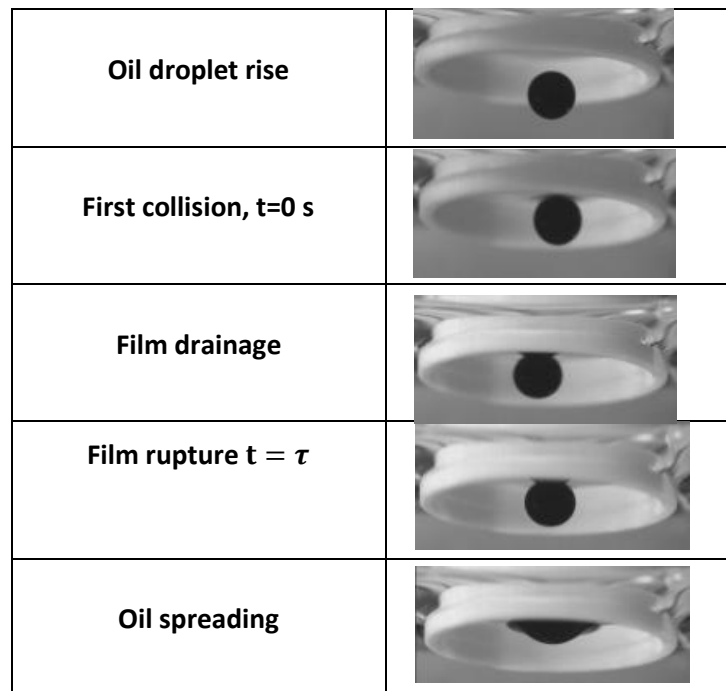 Oil droplet rise
First collision, t=0 s
Film drainage
Film rupture t = τ
Oil spreading